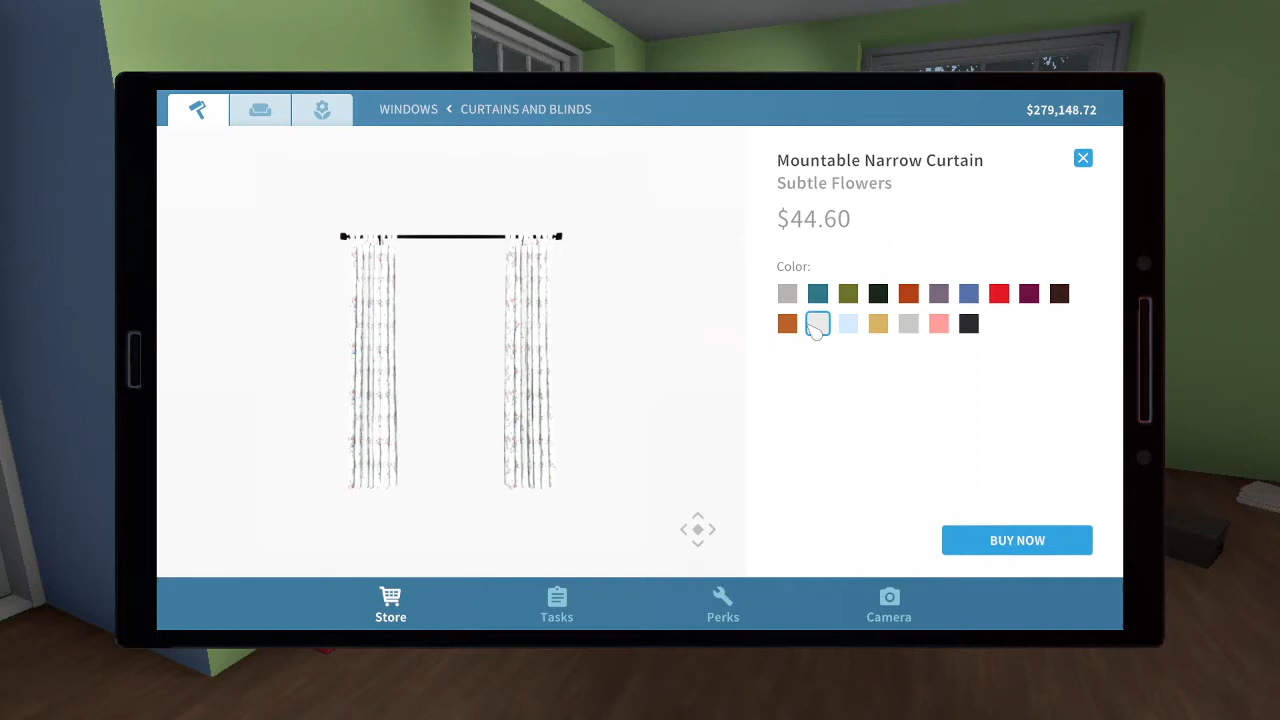 WINDOWS < CURTAINS AND BLINDS
$279,148.72
Mountable Narrow Curtain
Subtle Flowers
$44.60
Color:
BUY NOW
Store
Tasks
Perks
Camera